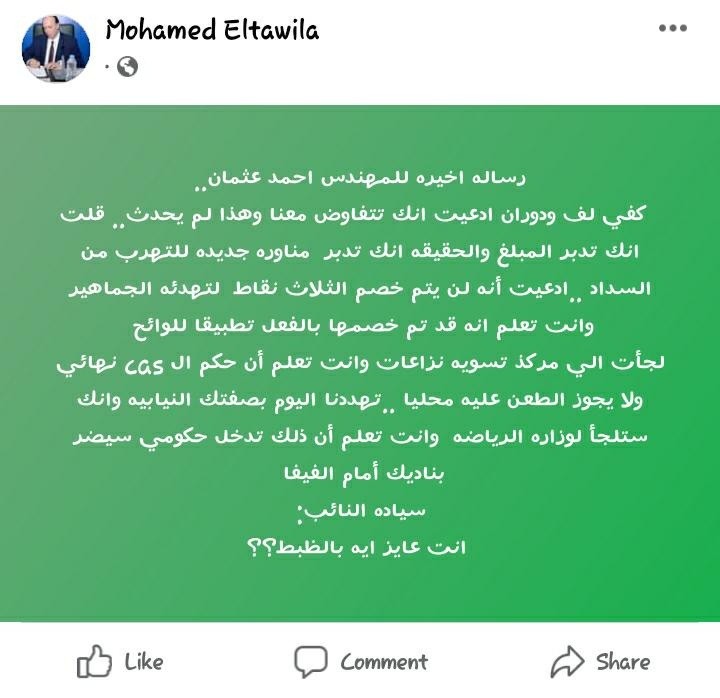 Mohamed Eltawila
رساله اخيره للمهندس احمد عثمان..
كفي لف ودوران ادعيت انك تتفاوض معنا وهذا لم يحدث.. قلت
انك تدبر المبلغ والحقيقه انك تدبر مناوره جديده للتهرب من
السداد ..ادعيت أنه لن يتم خصم الثلاث نقاط لتهدئه الجماهير
وانت تعلم انه قد تم خصمها بالفعل تطبيقا للوائح
لجأت الي مركذ تسويه نزاعات وانت تعلم أن حكم ال cas نهائي
ولا يجوز الطعن عليه محليا ..تهددنا اليوم بصفتك النيابيه وانك
ستلجأ لوزاره الرياضه وانت تعلم أن ذلك تدخل حكومي سيضر
بناديك أمام الفيفا
سياده النائب:
انت عايز ايه بالظبط؟؟
Like Comment Share